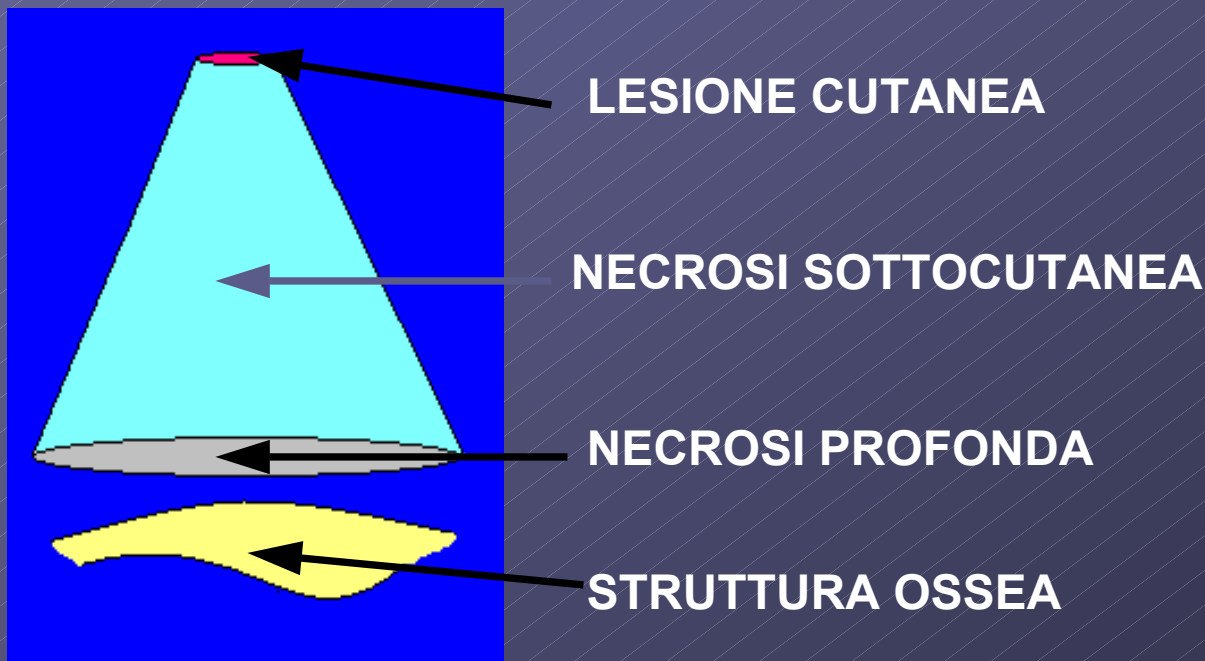 LESIONE CUTANEA
NECROSI SOTTOCUTANEA
NECROSI PROFONDA
STRUTTURA OSSEA